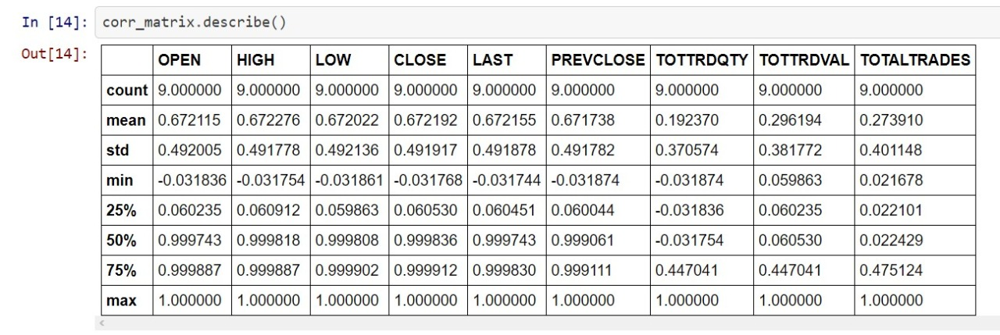 In [14]: corr_matrix.describe()
Out[14]:
OPEN HIGH LOW CLOSE LAST PREVCLOSE TOTTRDQTY TOTTRDVAL TOTALTRADES
count 9.000000 9.000000 9.000000 9.000000 9.000000 9.000000 9.000000 9.000000 9.000000
mean 0.672115 0.672276 0.672022 0.672192 0.672155 0.671738 0.192370 0.296194 0.273910
std 0.492005 0.491778 0.492136 0.491917 0.491878 0.491782 0.370574 0.381772 0.401148
min -0.031836 -0.031754 -0.031861 -0.031768 -0.031744 -0.031874 -0.031874 0.059863 0.021678
25% 0.060235 0.060912 0.059863 0.060530 0.060451 0.060044 -0.031836 0.060235 0.022101
50% 0.999743 0.999818 0.999808 0.999836 0.999743 0.999061 -0.031754 0.060530 0.022429
75% 0.999887 0.999887 0.999902 0.999912 0.999830 0.999111 0.447041 0.447041 0.475124
max 1.000000 1.000000 1.000000 1.000000 1.000000 1.000000 1.000000 1.000000 1.000000